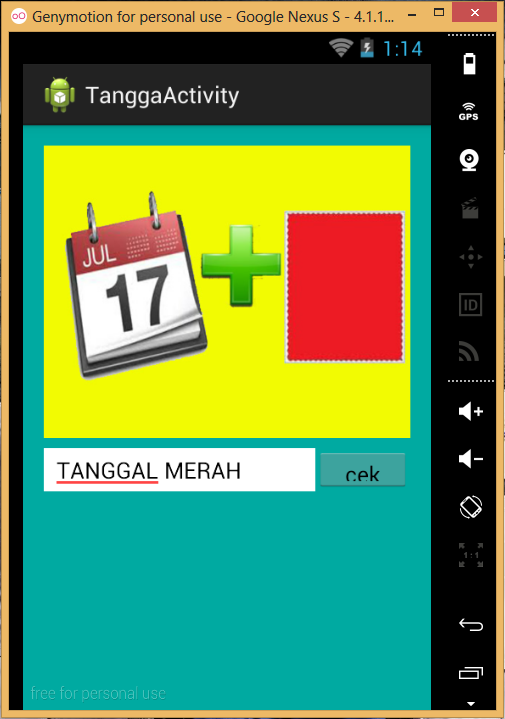 Genymotion for personal use - Google Nexus S - 4.1.1...
1:14
TanggaActivity
GPS
JUL
17
ID
TANGGAL MERAH
cek
1:1
free for personal use